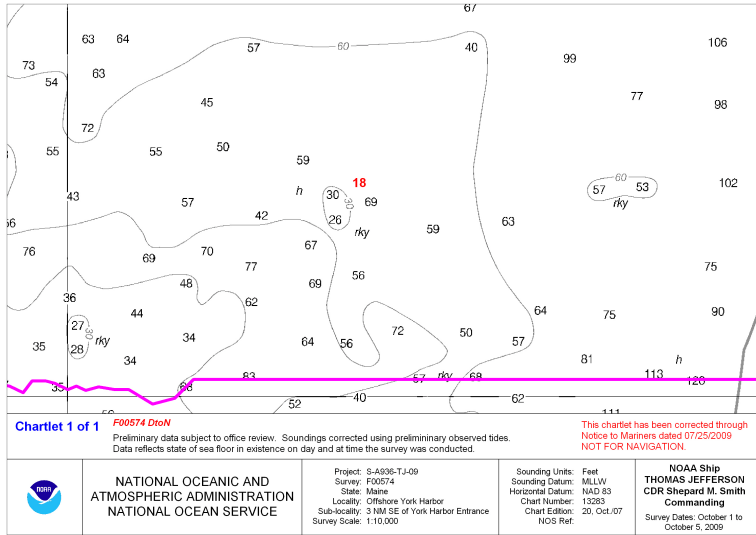 67
63 64 57 60 40 106
73 63 99
54 77 98
45
72
55 55 50 59
60
18 102
43 57 h 30 30 69 57 53
rky
42 26 63
rky 59
76 69 70 67
77 56 75
48 69
36 62 64 75 90
44
27 30 72 50
35 28 rky 34 64 56 57
34 81 h
83 57 rky 68 113 120
35 68
52 40 62
111
Chartlet 1 of 1
F00574 DtoN
Preliminary data subject to office review. Soundings corrected using prelimininary observed tides.
Data reflects state of sea floor in existence on day and at time the survey was conducted.
This chartlet has been corrected through
Notice to Mariners dated 07/25/2009
NOT FOR NAVIGATION.
NOAA
NATIONAL OCEANIC AND
ATMOSPHERIC ADMINISTRATION
NATIONAL OCEAN SERVICE
Project: S-A936-TJ-09
Survey: F00574
State: Maine
Locality: Offshore York Harbor
Sub-locality: 3 NM SE of York Harbor Entrance
Survey Scale: 1:10,000
Sounding Units: Feet
Sounding Datum: MLLW
Horizontal Datum: NAD 83
Chart Number: 13283
Chart Edition: 20, Oct./07
NOS Ref:
NOAA Ship
THOMAS JEFFERSON
CDR Shepard M. Smith
Commanding
Survey Dates: October 1 to
October 5, 2009